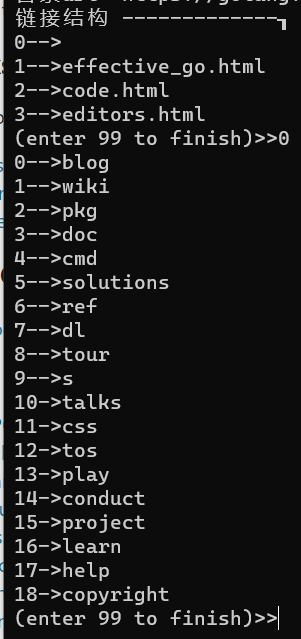 链接结构 -------------┓
0-->
1-->effective_go.html
2-->code.html
3-->editors.html
(enter 99 to finish)>>0
0-->blog
1-->wiki
2-->pkg
3-->doc
4-->cmd
5-->solutions
6-->ref
7-->dl
8-->tour
9-->s
10->talks
11->css
12->tos
13->play
14->conduct
15->project
16->learn
17->help
18->copyright
(enter 99 to finish)>>